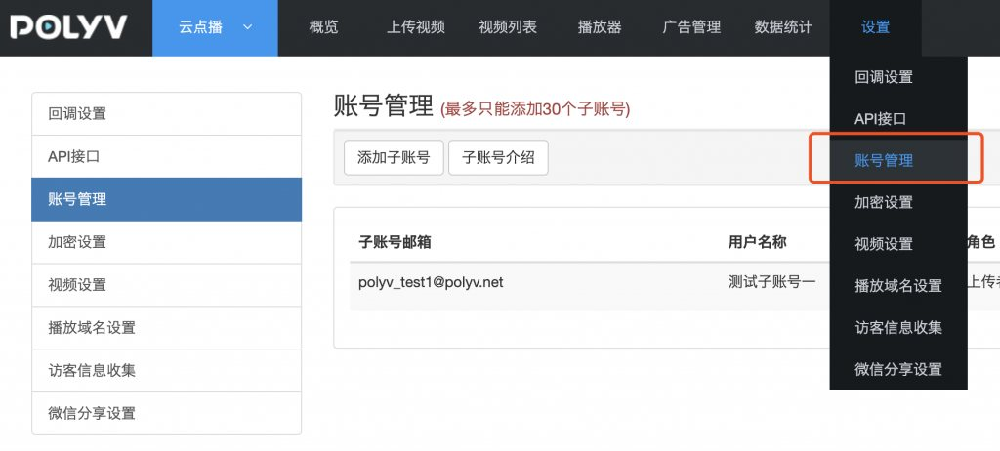 POLYV 云点播 概览 上传视频 视频列表 播放器 广告管理 数据统计 设置
回调设置
API接口
账号管理
加密设置
视频设置
播放域名设置
访客信息收集
微信分享设置
回调设置
API接口
账号管理
加密设置
视频设置
播放域名设置
访客信息收集
微信分享设置
账号管理 (最多只能添加30个子账号)
添加子账号 子账号介绍
子账号邮箱 用户名称 角色
polyv_test1@polyv.net 测试子账号一 上传